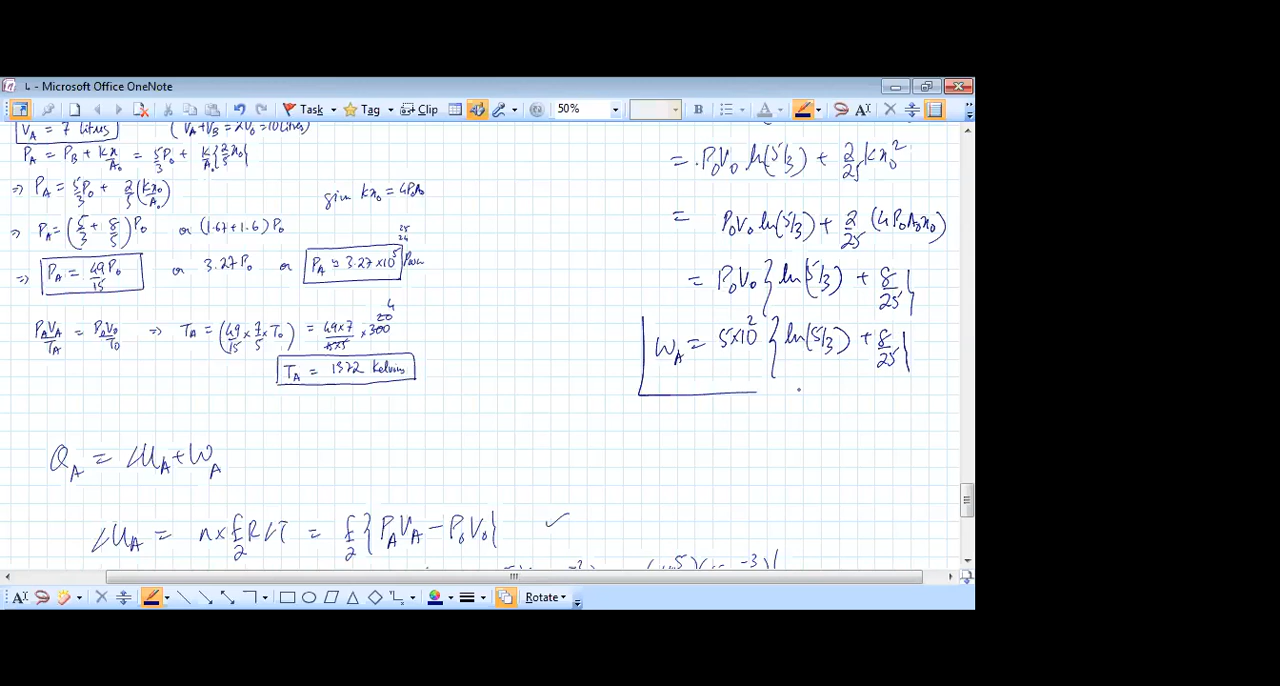 L - Microsoft Office OneNote
Task Tag Clip 50% B A
V_A = 7 litres (V_A+V_B = 2V_0 = 10 litres)
P_A = P_B + kx/A_0 = 5/3 P_0 + k/A_0 {2/5 x_0}
⇒ P_A = 5/3 P_0 + 2/5 (kx_0/A_0) given kx_0 = 4P_0A_0
⇒ P_A = (5/3 + 8/5) P_0 or (1.67+1.6) P_0
⇒ P_A = 49P_0/15 or 3.27P_0 or P_A ≈ 3.27×10^5
P_AV_A/T_A = P_0V_0/T_0 ⇒ T_A = (49/15 × 7/5 × T_0) = 49×7/15×5 × 300 20 4
T_A = 1372 Kelvins
= P_0V_0 ln(5/3) + 2/25 kx_0^2
= P_0V_0 ln(5/3) + 2/25 (4P_0A_0x_0)
= P_0V_0 { ln(5/3) + 8/25 }
W_A = 5×10^2 { ln(5/3) + 8/25 }
Q_A = ΔU_A + W_A
ΔU_A = n × f/2 RΔT = f/2 {P_AV_A − P_0V_0} ✓
Rotate